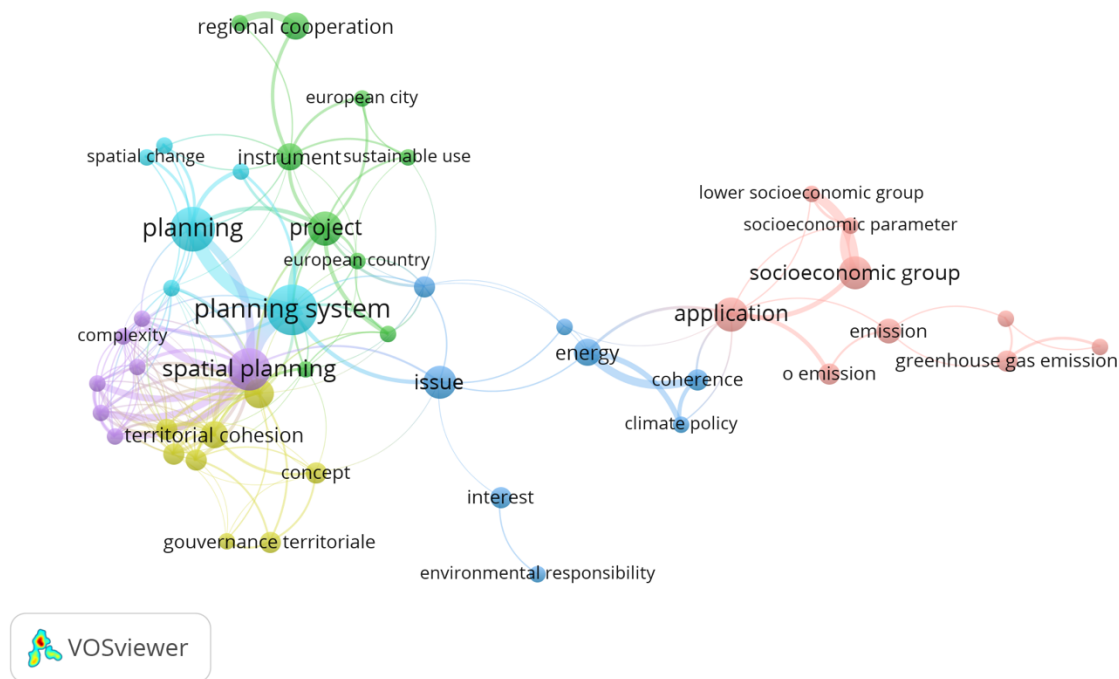 regional cooperation
european city
spatial change
instrument
sustainable use
lower socioeconomic group
socioeconomic parameter
planning
project
european country
socioeconomic group
planning system
application
complexity
emission
energy
greenhouse gas emission
spatial planning
issue
coherence
o emission
climate policy
territorial cohesion
concept
interest
gouvernance territoriale
environmental responsibility
VOSviewer